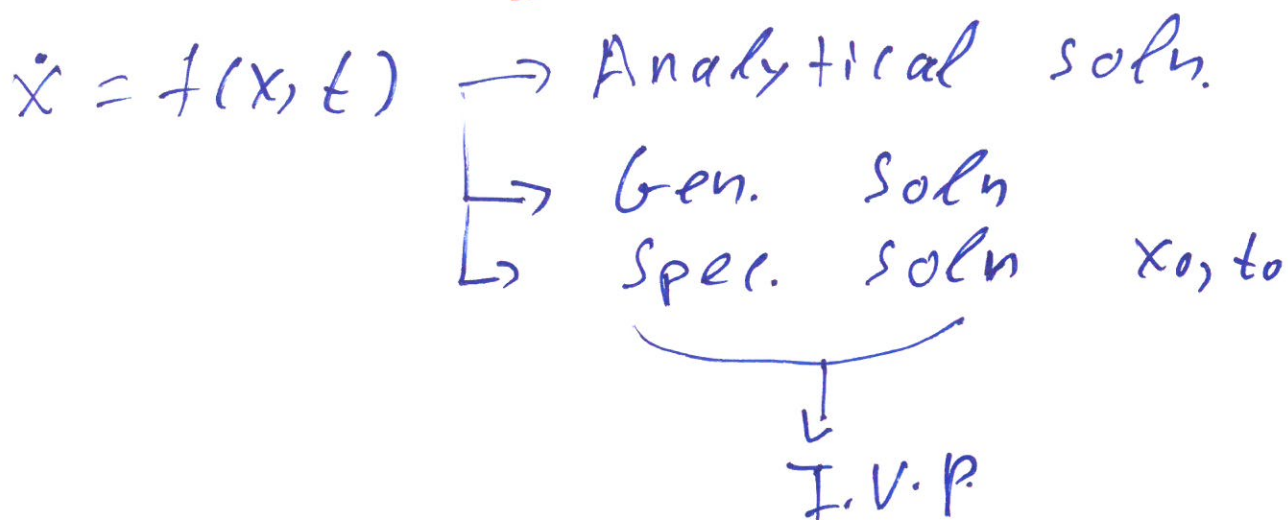 ẋ = f(x, t) → Analytical soln.
↳ Gen. soln
↳ Spec. soln x₀, t₀
I.V.P.